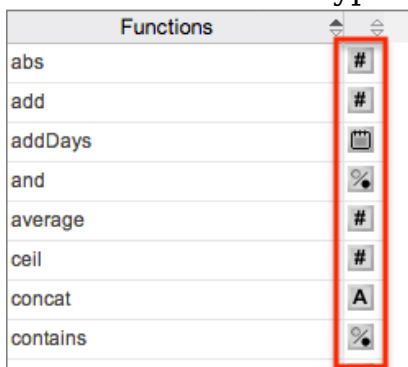 Functions
abs #
add #
addDays
and
average #
ceil #
concat A
contains